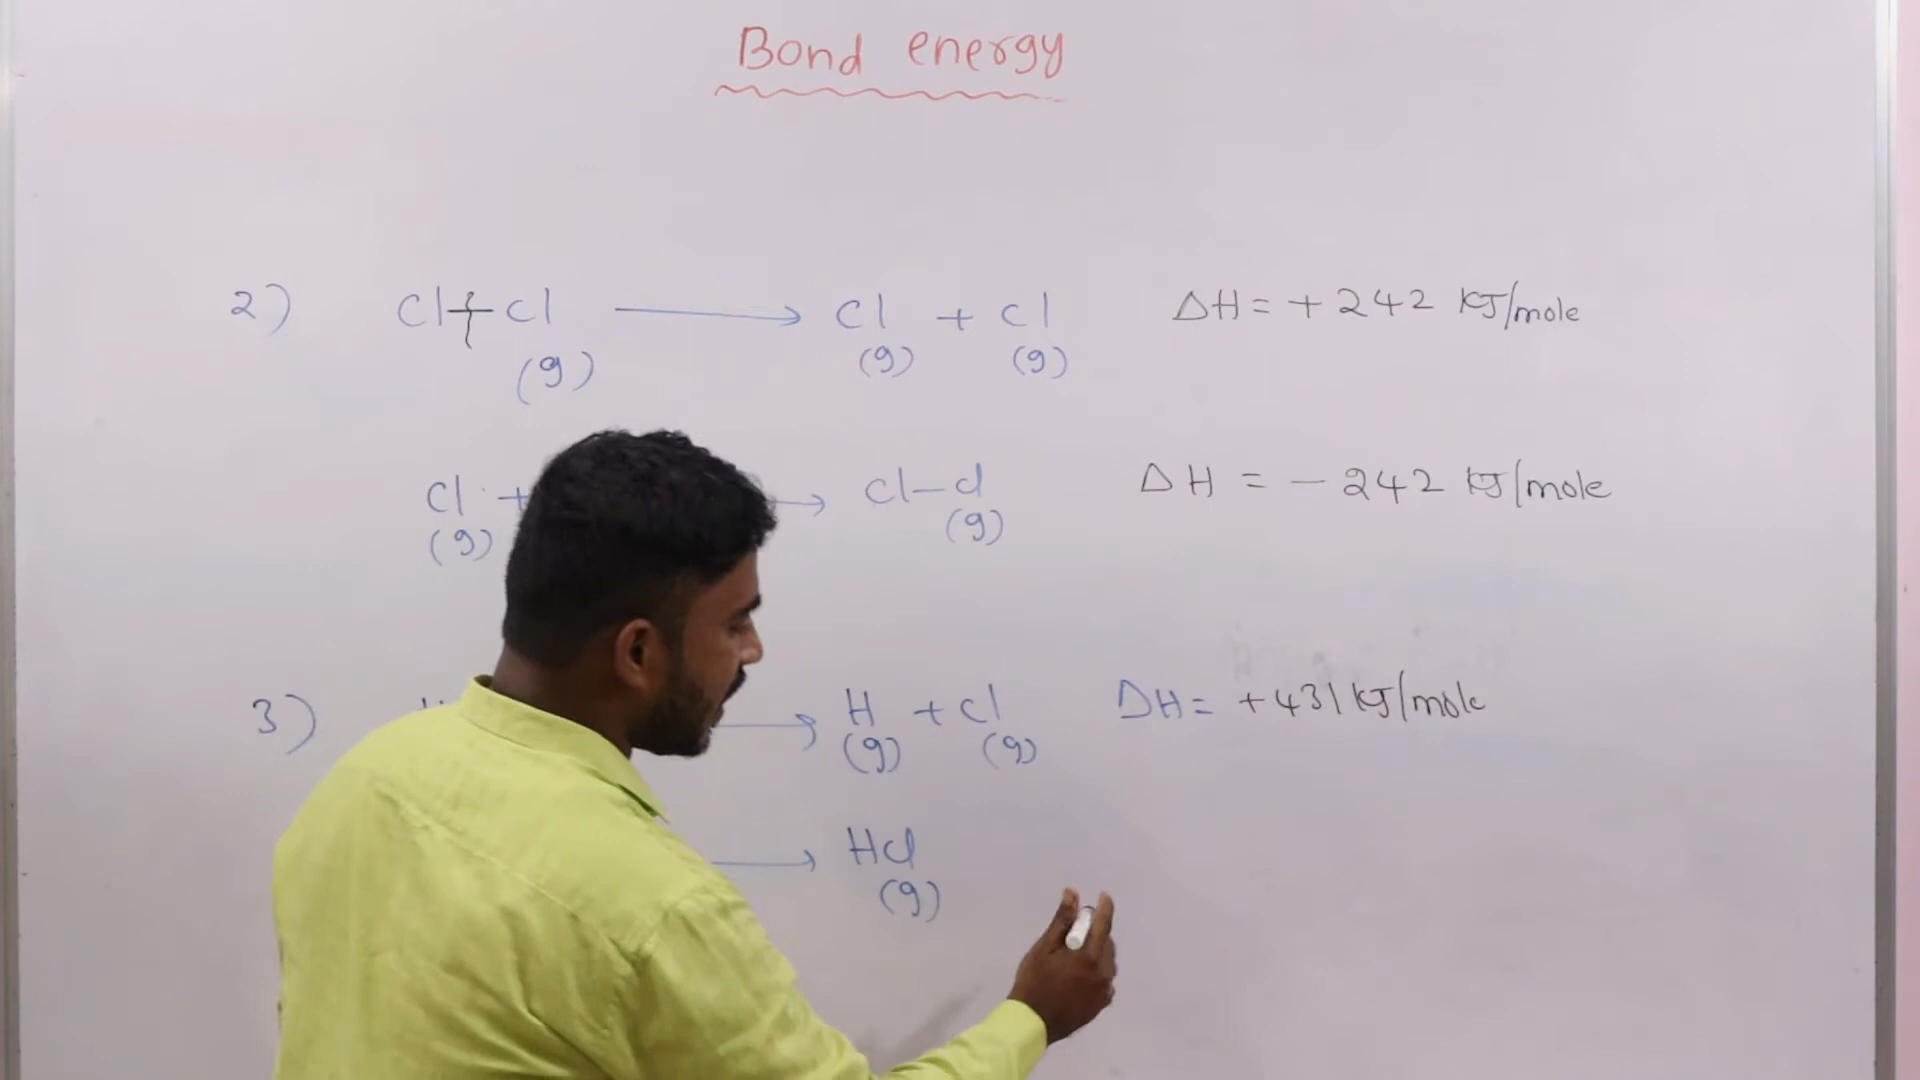 Bond energy
2) Cl-Cl ⟶ Cl + Cl ΔH = + 242 KJ/mole
(g) (g) (g)
Cl + → Cl-Cl ΔH = - 242 KJ/mole
(g) (g)
3) → H + Cl ΔH = +431 KJ/mole
(g) (g)
→ HCl
(g)